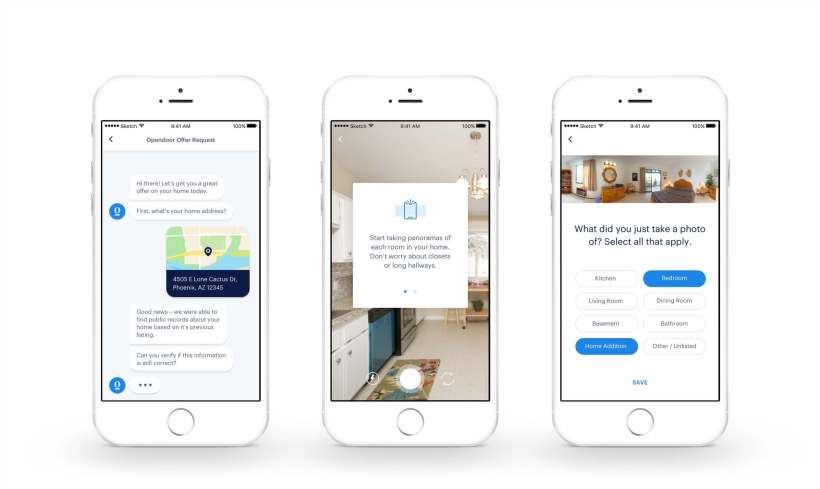 ●●●●● Sketch 9:41 AM 100%
Opendoor Offer Request
Hi there! Let's get you a great
offer on your home today.
First, what's your home address?
4505 E Lone Cactus Dr,
Phoenix, AZ 12345
Good news – we were able to
find public records about your
home based on it's previous
listing.
Can you verify if this information
is still correct?
●●●●● Sketch 9:41 AM 100%
Start taking panoramas of
each room in your home.
Don't worry about closets
or long hallways.
●●●●● Sketch 9:41 AM 100%
What did you just take a photo
of? Select all that apply.
Kitchen Bedroom
Living Room Dining Room
Basement Bathroom
Home Addition Other / Unlisted
SAVE